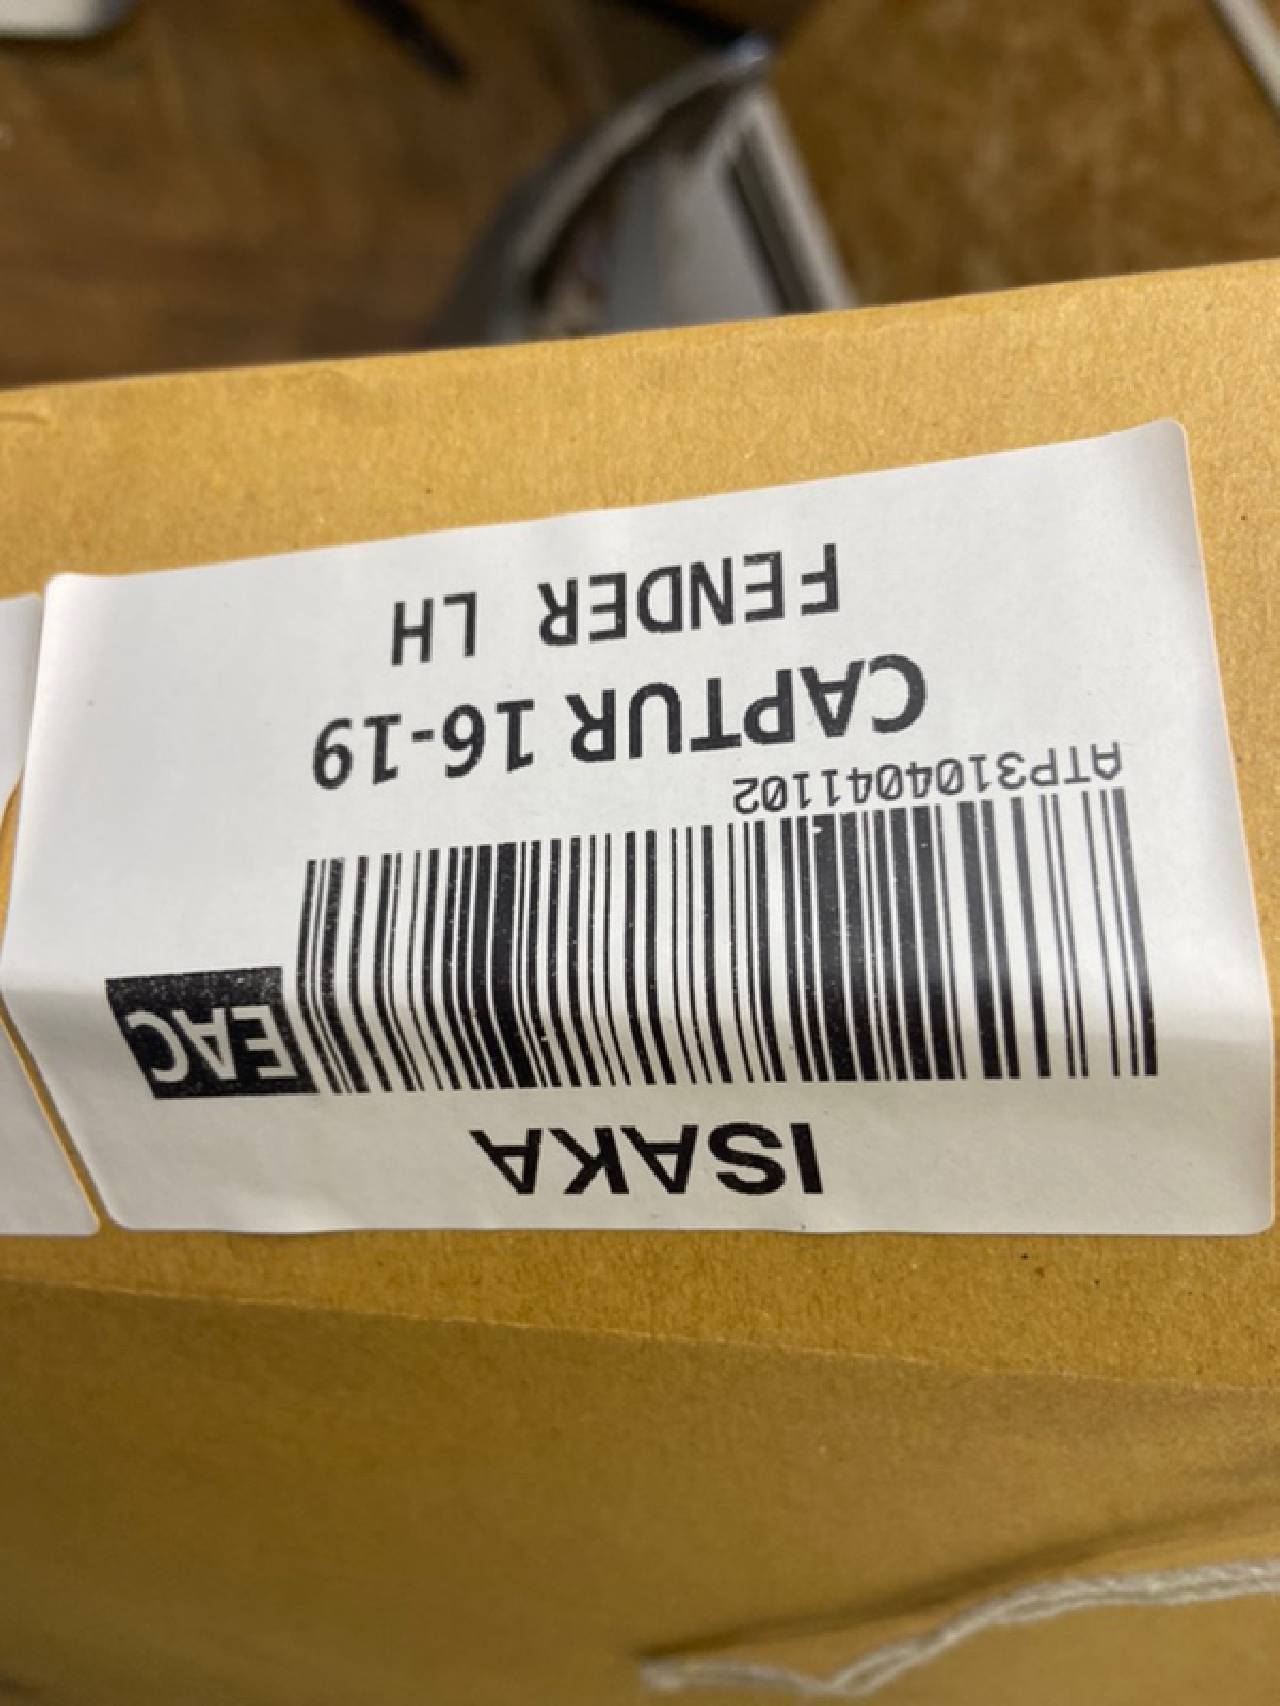 ISAKA
EAC
ATP3104041102
CAPTUR 16-19
FENDER LH